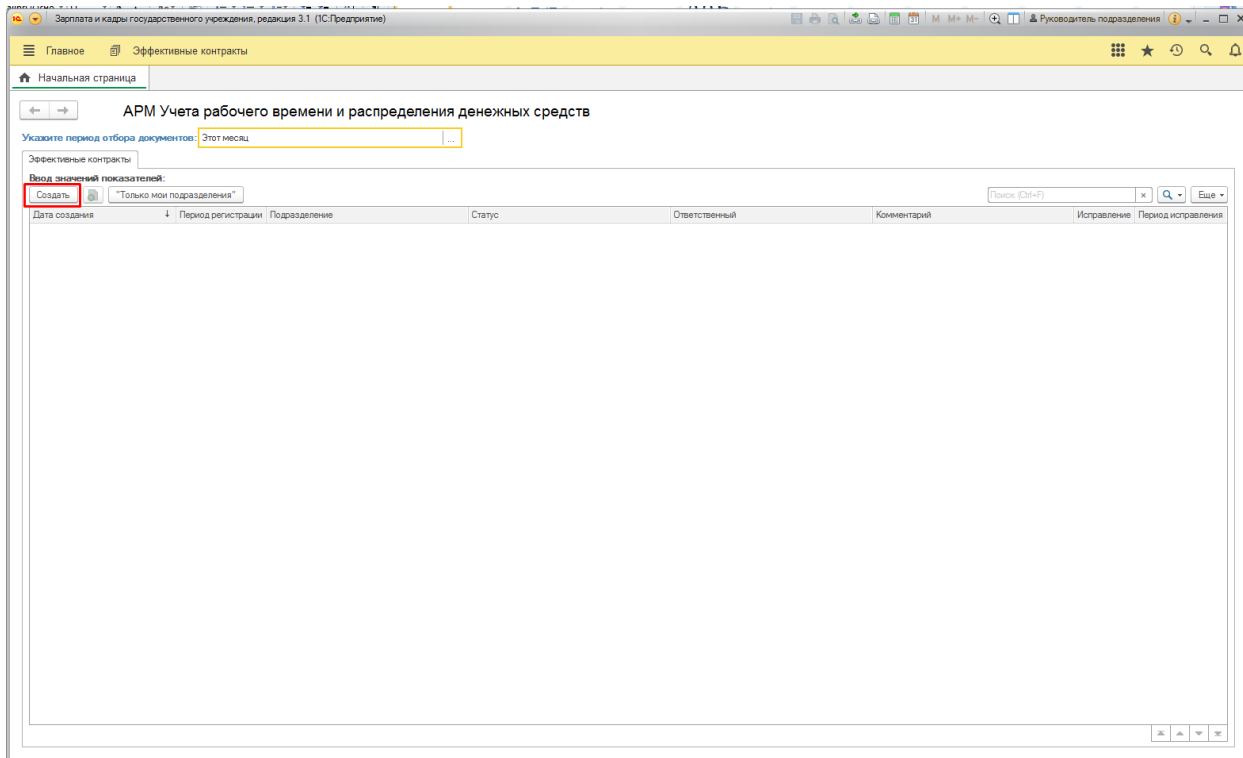 1С Зарплата и кадры государственного учреждения, редакция 3.1 (1С:Предприятие) 31 M M+ M- Руководитель подразделения i
Главное Эффективные контракты
Начальная страница
АРМ Учета рабочего времени и распределения денежных средств
Укажите период отбора документов: Этот месяц ...
Эффективные контракты
Ввод значений показателей:
Создать "Только мои подразделения" Поиск (Ctrl+F) × Еще
Дата создания ↓ Период регистрации Подразделение Статус Ответственный Комментарий Исправление Период исправления